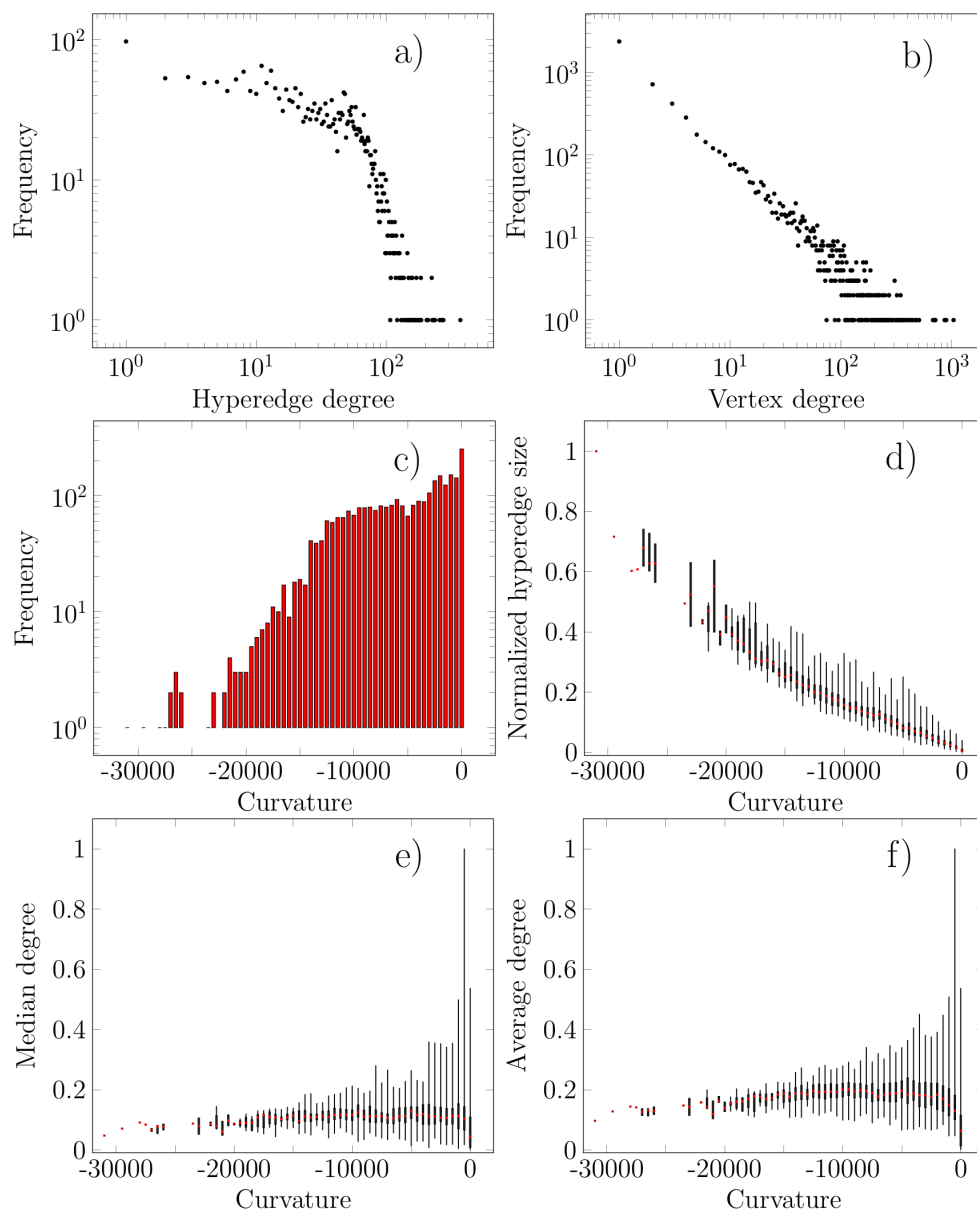 a)
10^2
10^1
10^0
Frequency
10^0
10^1
10^2
Hyperedge degree
b)
10^3
10^2
10^1
10^0
Frequency
10^0
10^1
10^2
10^3
Vertex degree
c)
10^2
10^1
10^0
Frequency
-30000
-20000
-10000
0
Curvature
d)
1
0.8
0.6
0.4
0.2
0
Normalized hyperedge size
-30000
-20000
-10000
0
Curvature
e)
1
0.8
0.6
0.4
0.2
0
Median degree
-30000
-20000
-10000
0
Curvature
f)
1
0.8
0.6
0.4
0.2
0
Average degree
-30000
-20000
-10000
0
Curvature